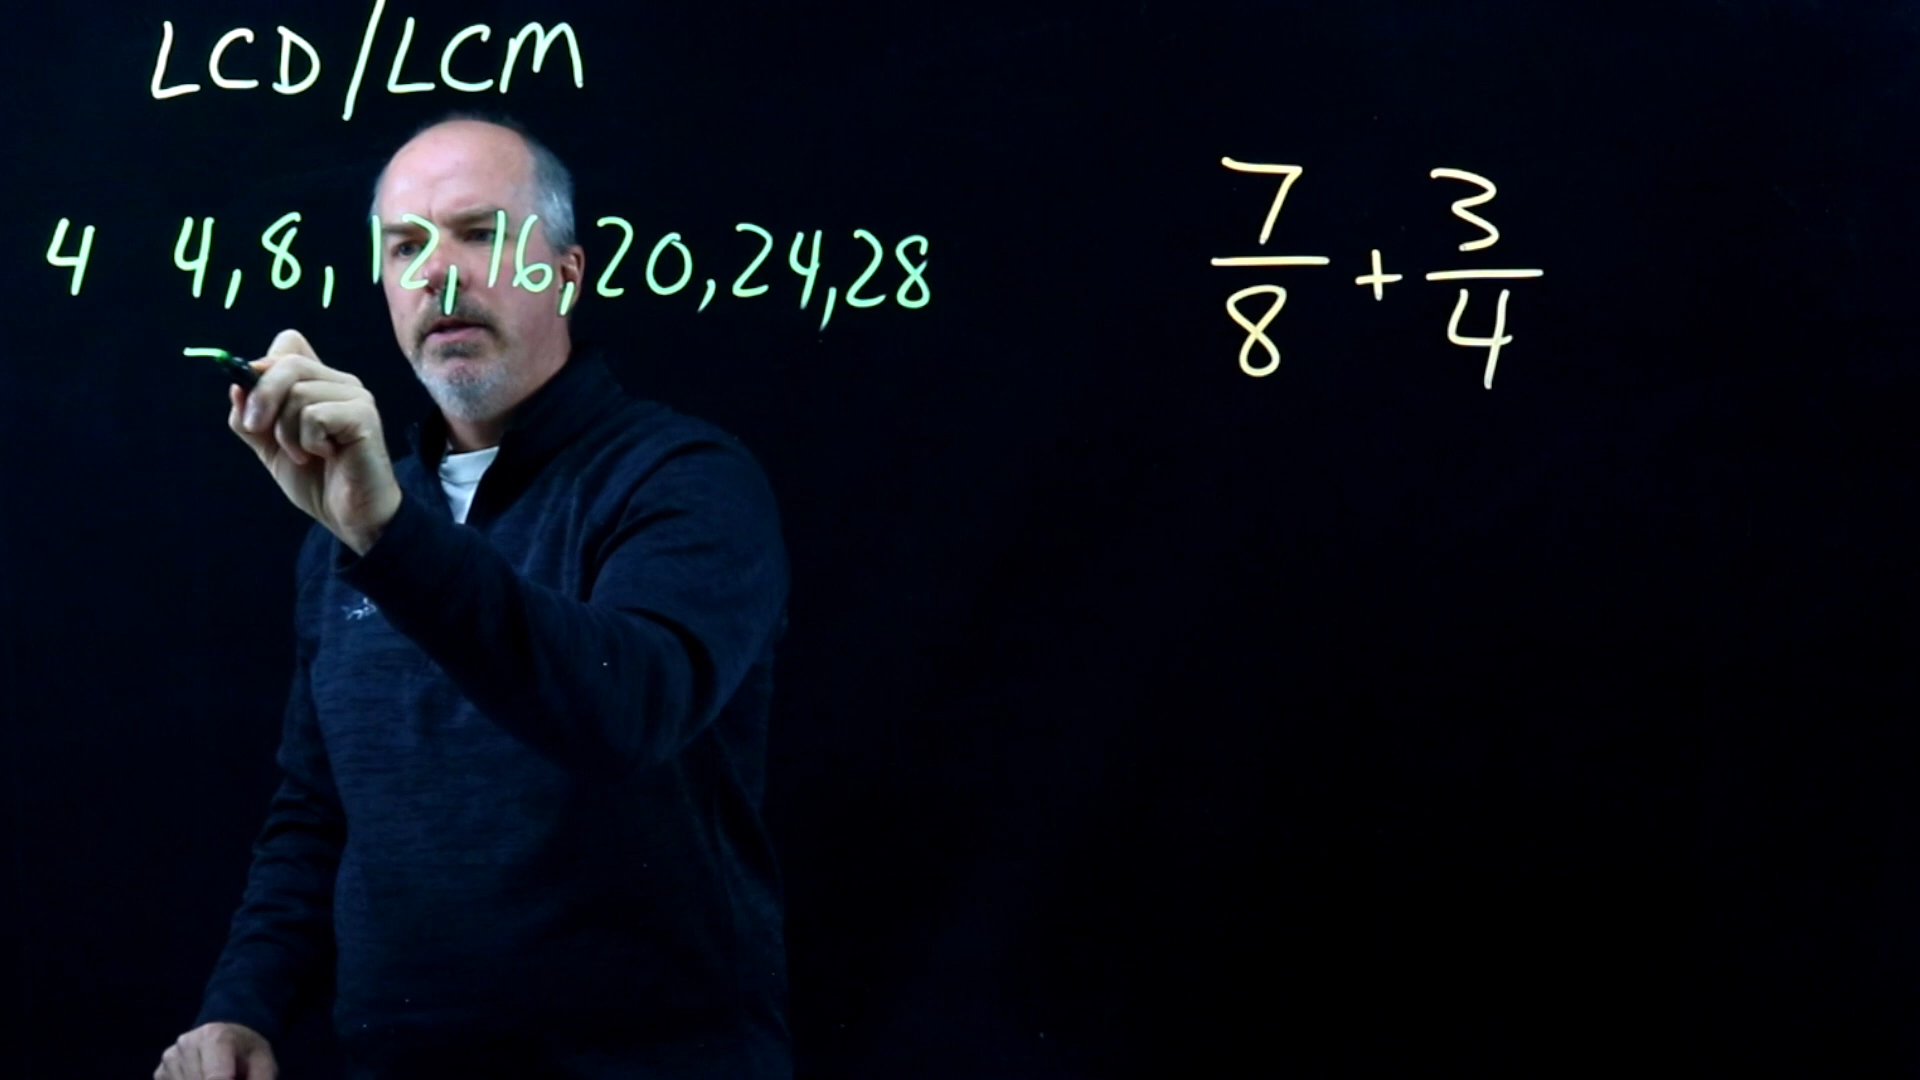 LCD/LCM
4 4, 8, 12, 16, 20, 24, 28
7/8 + 3/4